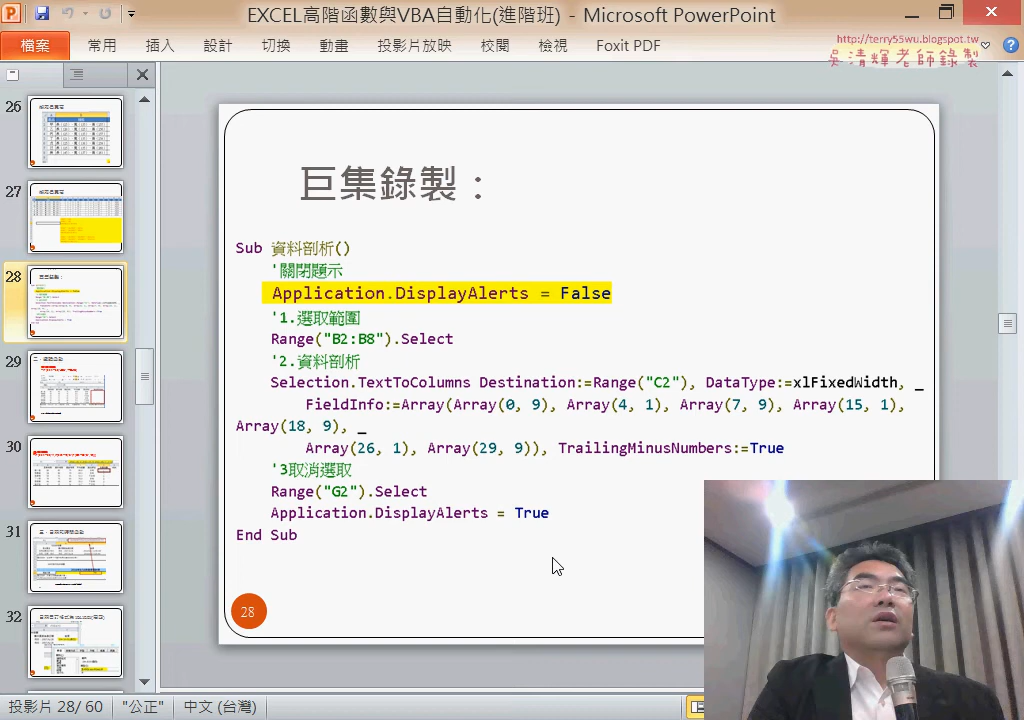 EXCEL高階函數與VBA自動化(進階班) - Microsoft PowerPoint
檔案 常用 插入 設計 切換 動畫 投影片放映 校閱 檢視 Foxit PDF
http://terry55wu.blogspot.tw
吳清輝老師錄製
26
27
28
29
30
31
32
巨集錄製：
Sub 資料剖析()
'關閉題示
Application.DisplayAlerts = False
'1.選取範圍
Range("B2:B8").Select
'2.資料剖析
Selection.TextToColumns Destination:=Range("C2"), DataType:=xlFixedWidth, _
FieldInfo:=Array(Array(0, 9), Array(4, 1), Array(7, 9), Array(15, 1),
Array(18, 9), _
Array(26, 1), Array(29, 9)), TrailingMinusNumbers:=True
'3取消選取
Range("G2").Select
Application.DisplayAlerts = True
End Sub
28
投影片 28/ 60 "公正" 中文 (台灣)